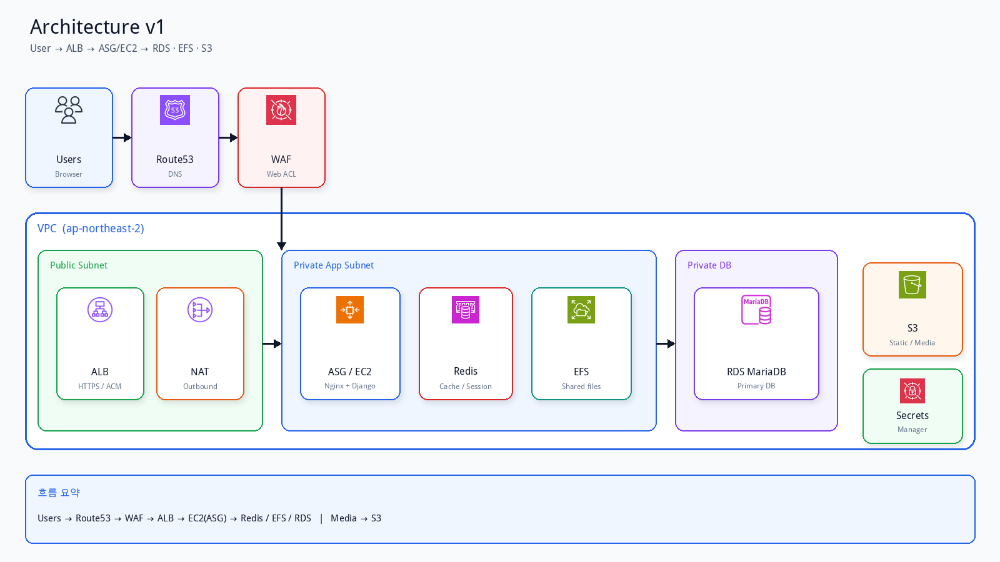 Architecture v1
User → ALB → ASG/EC2 → RDS · EFS · S3
Users
Browser
53
Route53
DNS
WAF
Web ACL
VPC (ap-northeast-2)
Public Subnet
ALB
HTTPS / ACM
NAT
Outbound
Private App Subnet
ASG / EC2
Nginx + Django
Redis
Cache / Session
EFS
Shared files
Private DB
MariaDB
RDS MariaDB
Primary DB
S3
Static / Media
Secrets
Manager
흐름 요약
Users → Route53 → WAF → ALB → EC2(ASG) → Redis / EFS / RDS | Media → S3